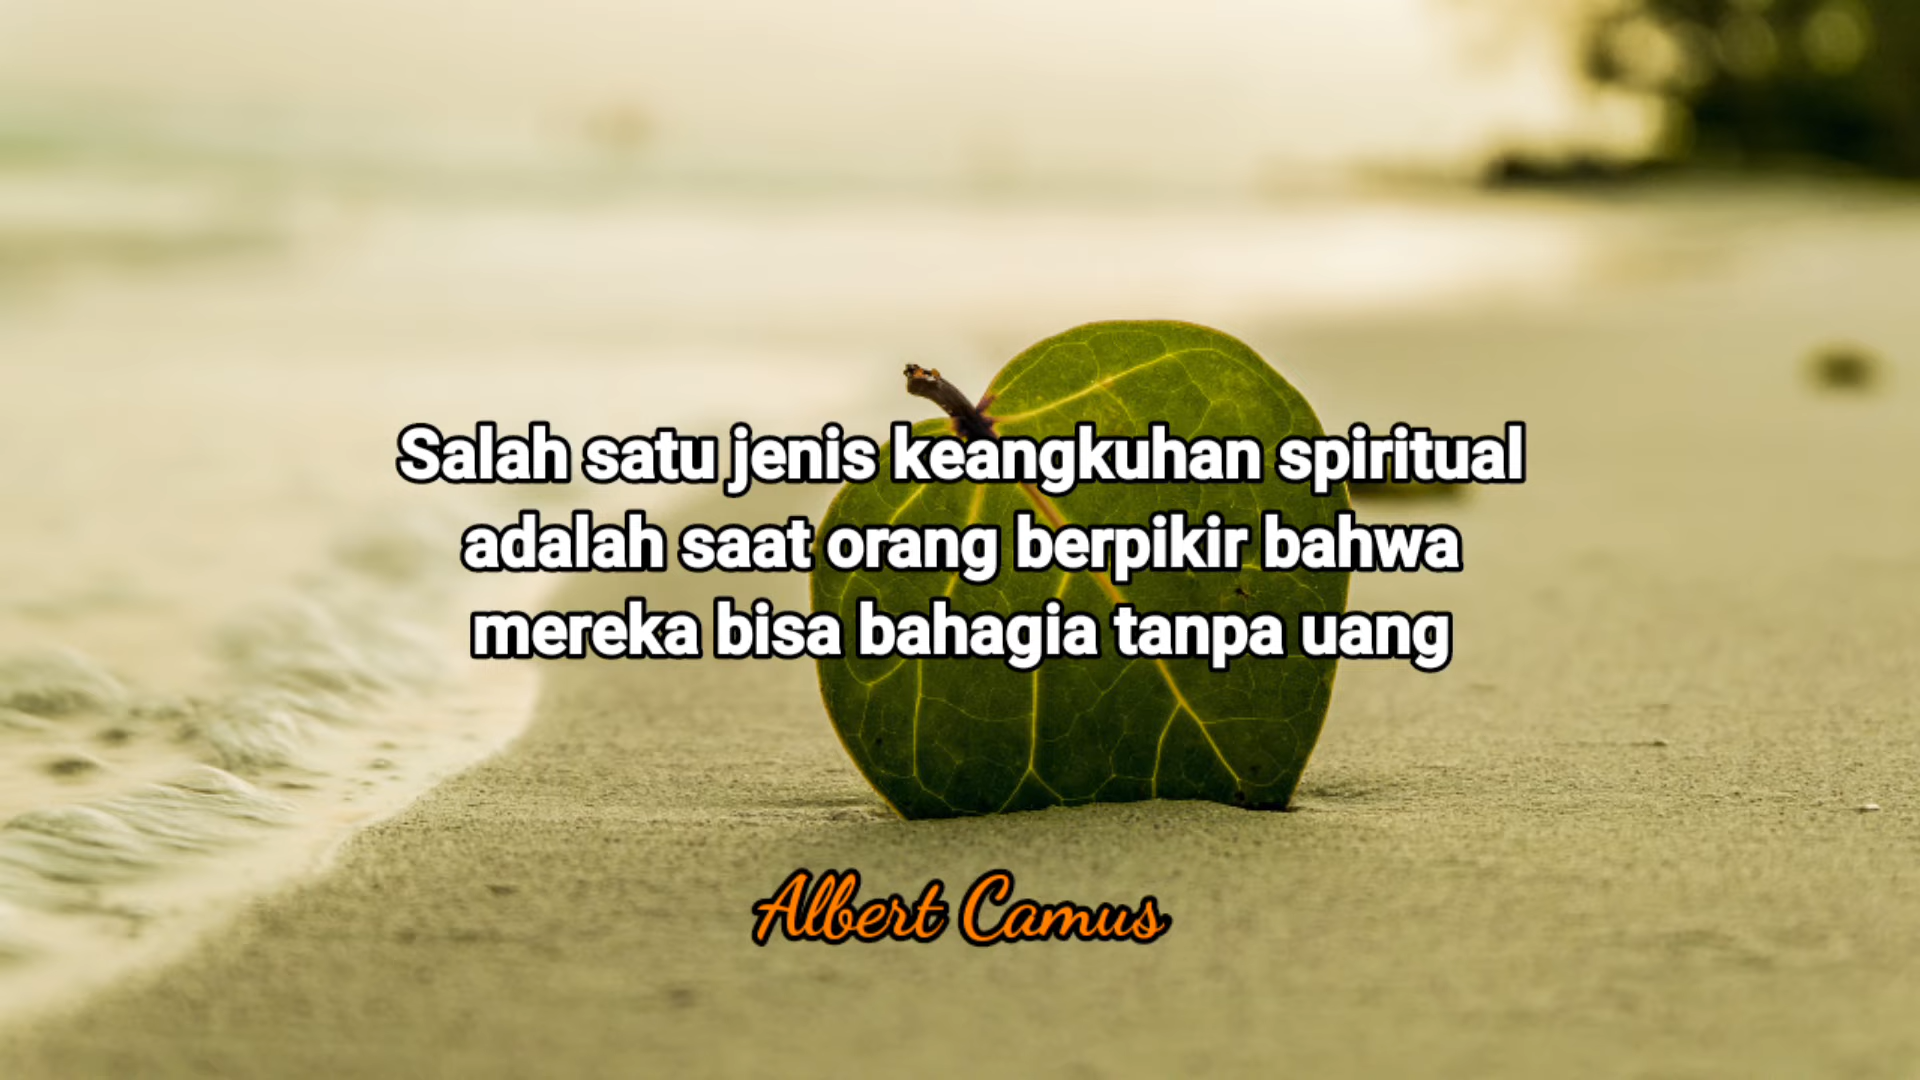 Salah satu jenis keangkuhan spiritual
adalah saat orang berpikir bahwa
mereka bisa bahagia tanpa uang
Albert Camus